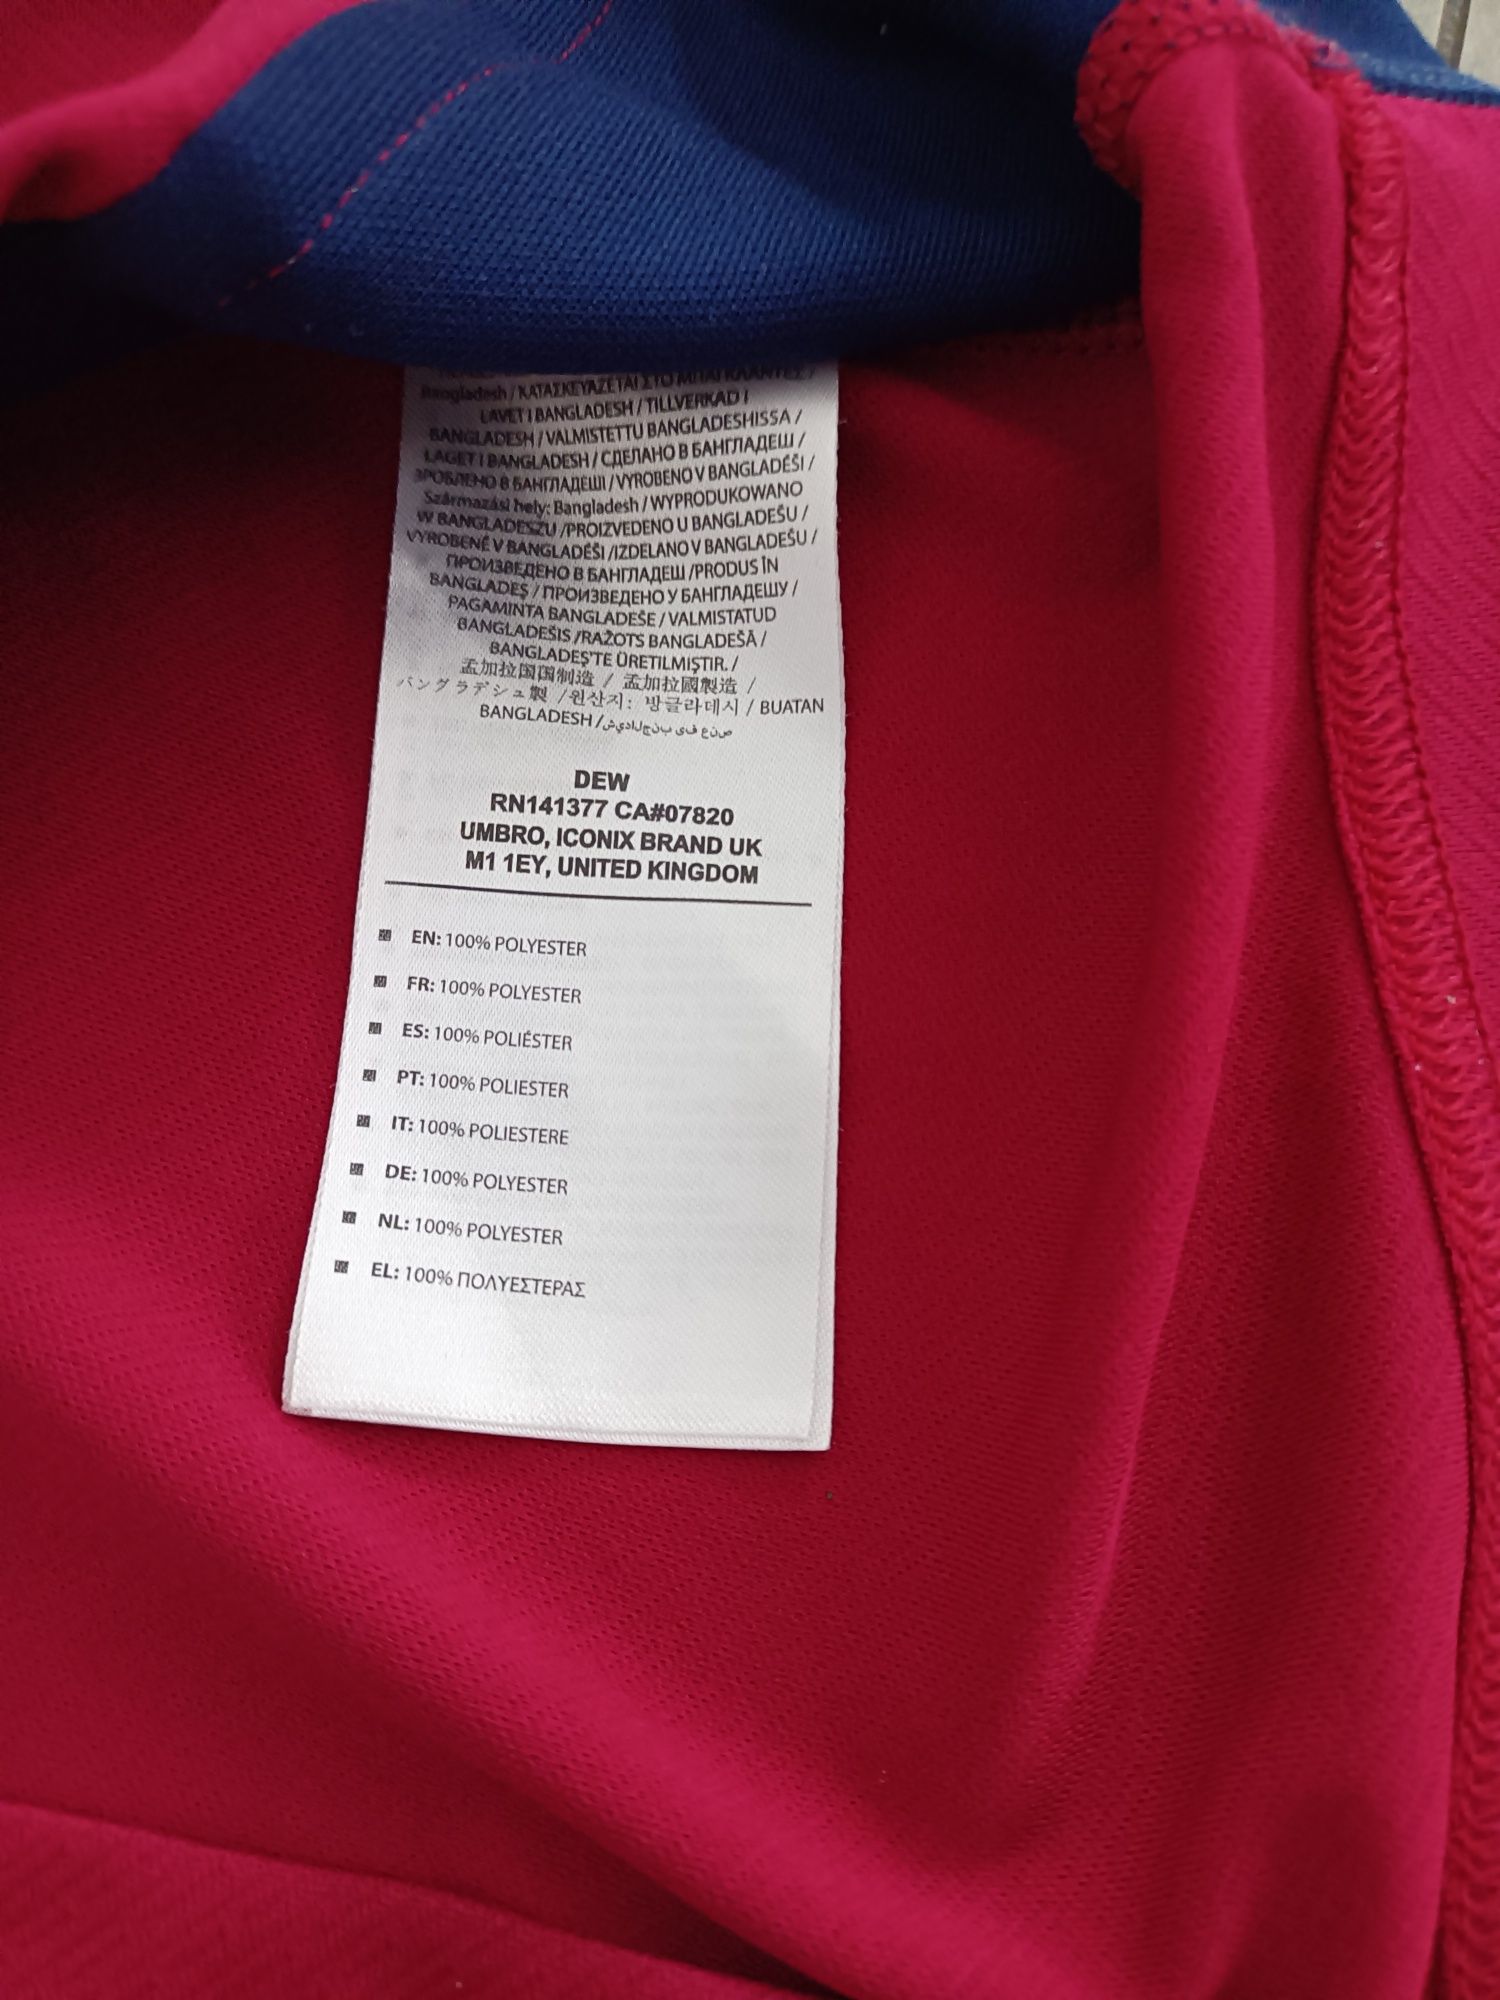 Bangladesh / ΚΑΤΑΣΚΕΥΑΖΕΤΑΙ ΣΤΟ ΜΠΑΓΚΛΑΝΤΕΣ /
LAVET I BANGLADESH / TILLVERKAD I
BANGLADESH / VALMISTETTU BANGLADESHISSA /
LAGET I BANGLADESH / СДЕЛАНО В БАНГЛАДЕШ /
ЗРОБЛЕНО В БАНГЛАДЕШІ / VYROBENO V BANGLADÉŠI /
Származási hely: Bangladesh / WYPRODUKOWANO
W BANGLADESZU /PROIZVEDENO U BANGLADEŠU /
VYROBENÉ V BANGLADÉŠI /IZDELANO V BANGLADEŠU /
ПРОИЗВЕДЕНО В БАНГЛАДЕШ /PRODUS ÎN
BANGLADEŞ / ПРОИЗВЕДЕНО У БАНГЛАДЕШУ /
PAGAMINTA BANGLADEŠE / VALMISTATUD
BANGLADEŠIS /RAŽOTS BANGLADEŠĀ /
BANGLADEŞ'TE ÜRETILMIŞTIR. /
孟加拉国国制造 / 孟加拉國製造 /
バングラデシュ製 /원산지: 방글라데시 / BUATAN
BANGLADESH /صنع فى بنجلاديش
DEW
RN141377 CA#07820
UMBRO, ICONIX BRAND UK
M1 1EY, UNITED KINGDOM
EN: 100% POLYESTER
FR: 100% POLYESTER
ES: 100% POLIÉSTER
PT: 100% POLIESTER
IT: 100% POLIESTERE
DE: 100% POLYESTER
NL: 100% POLYESTER
EL: 100% ΠΟΛΥΕΣΤΕΡΑΣ